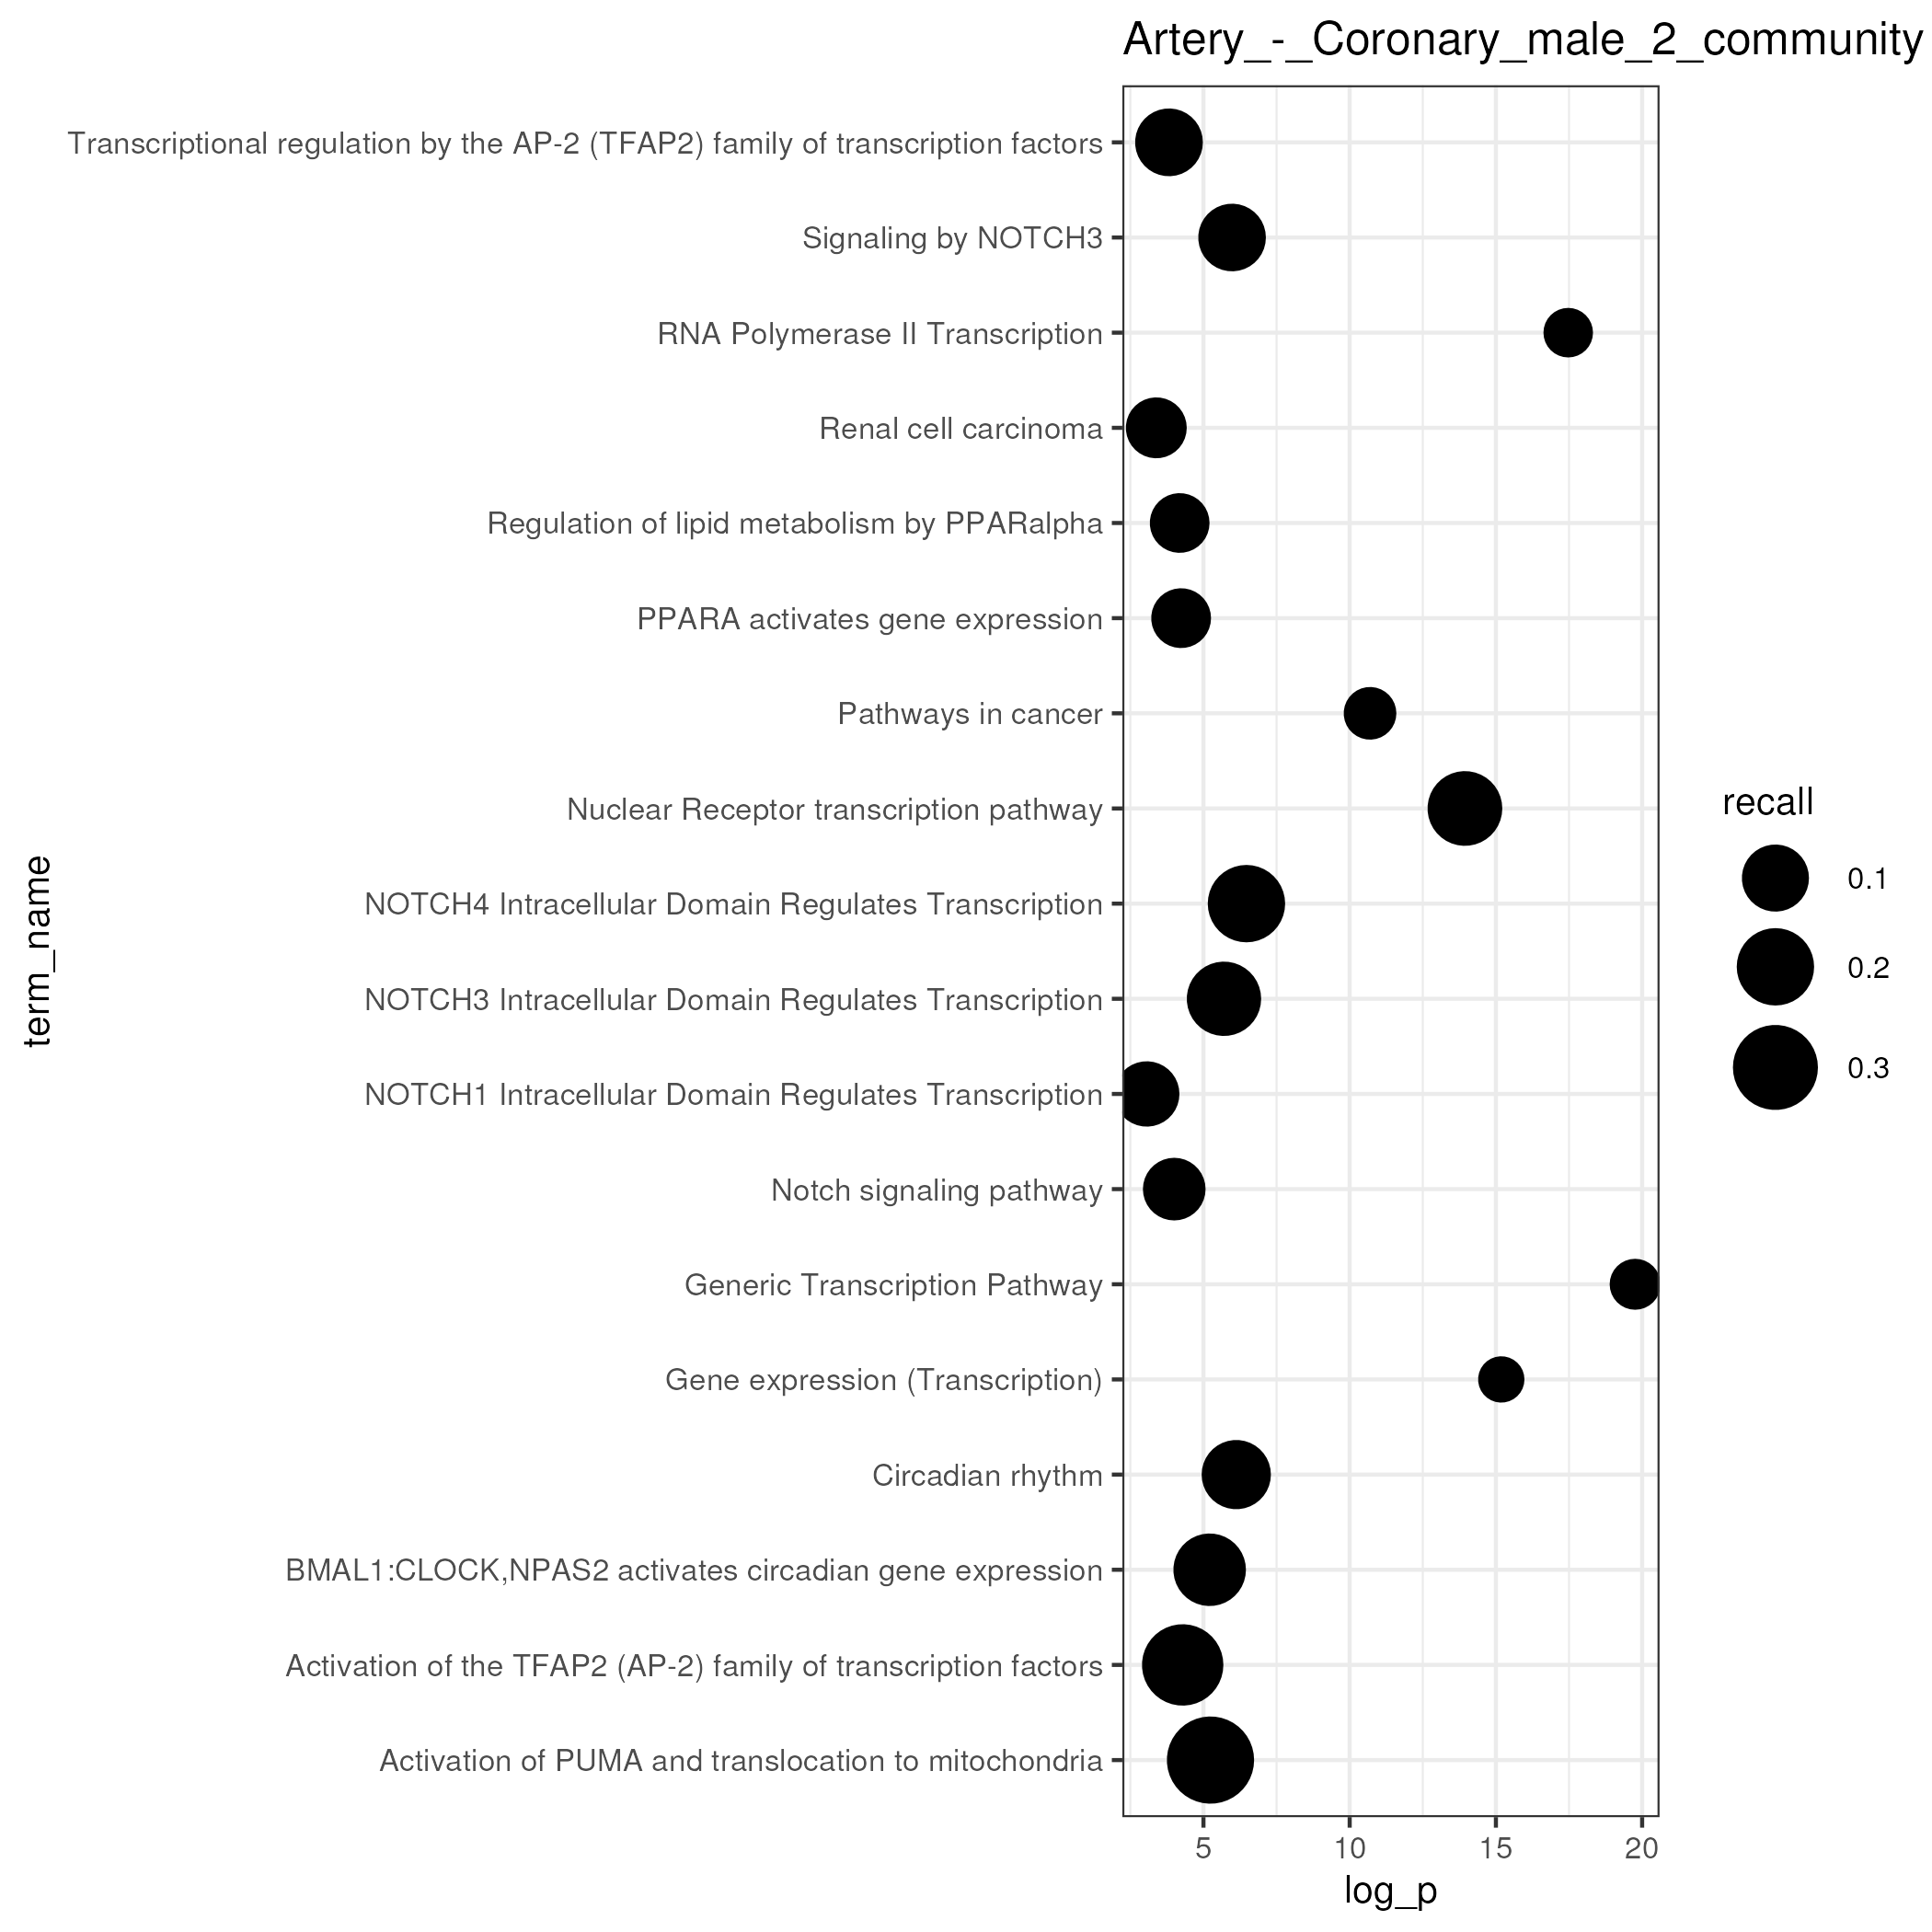 Artery_-_Coronary_male_2_community
Transcriptional regulation by the AP-2 (TFAP2) family of transcription factors
Signaling by NOTCH3
RNA Polymerase II Transcription
Renal cell carcinoma
Regulation of lipid metabolism by PPARalpha
PPARA activates gene expression
Pathways in cancer
Nuclear Receptor transcription pathway
NOTCH4 Intracellular Domain Regulates Transcription
NOTCH3 Intracellular Domain Regulates Transcription
NOTCH1 Intracellular Domain Regulates Transcription
Notch signaling pathway
Generic Transcription Pathway
Gene expression (Transcription)
Circadian rhythm
BMAL1:CLOCK,NPAS2 activates circadian gene expression
Activation of the TFAP2 (AP-2) family of transcription factors
Activation of PUMA and translocation to mitochondria
term_name
5 10 15 20
log_p
recall
0.1
0.2
0.3